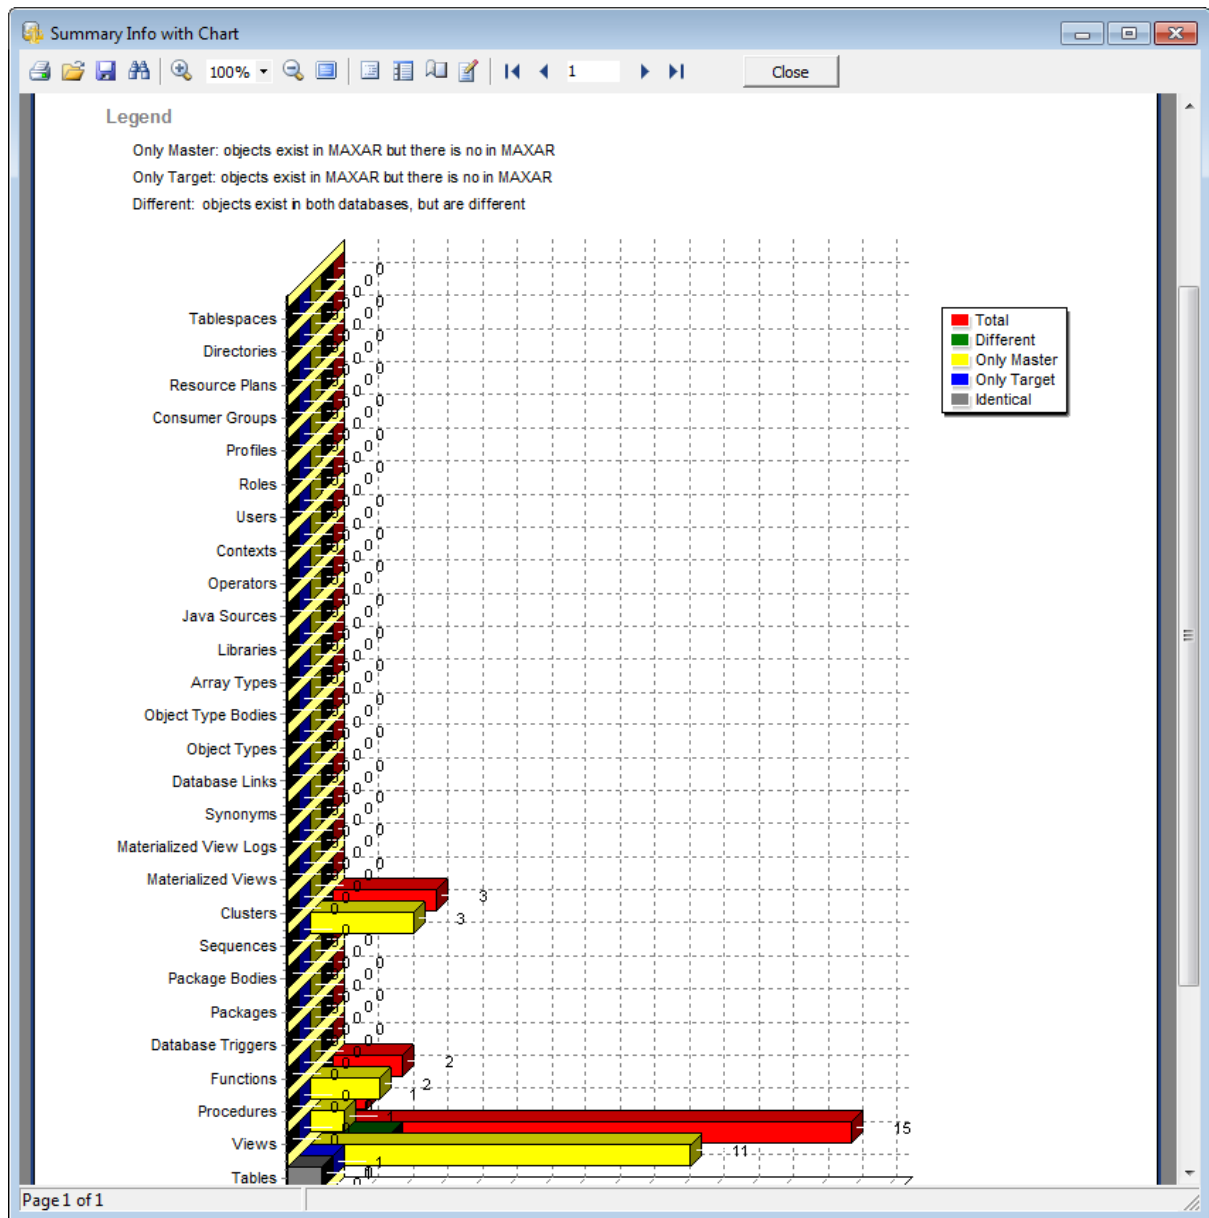 Summary Info with Chart
100%
1
Close
Legend
Only Master: objects exist in MAXAR but there is no in MAXAR
Only Target: objects exist in MAXAR but there is no in MAXAR
Different: objects exist in both databases, but are different
Total
Different
Only Master
Only Target
Identical
Tablespaces
Directories
Resource Plans
Consumer Groups
Profiles
Roles
Users
Contexts
Operators
Java Sources
Libraries
Array Types
Object Type Bodies
Object Types
Database Links
Synonyms
Materialized View Logs
Materialized Views
3
Clusters
3
Sequences
Package Bodies
Packages
Database Triggers
2
Functions
2
1
Procedures
1
15
Views
11
1
Tables
Page 1 of 1